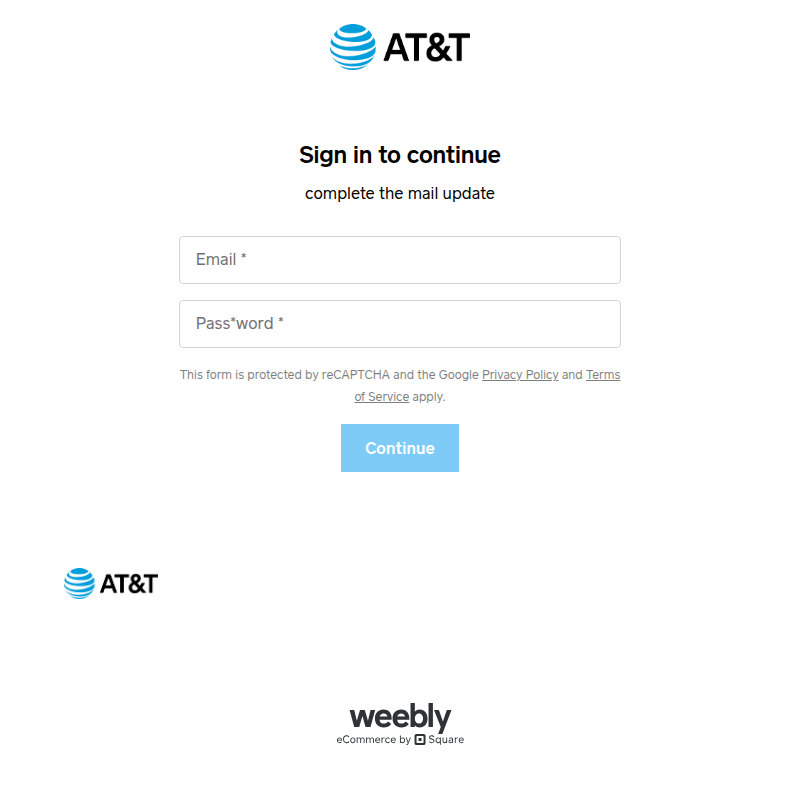 AT&T
Sign in to continue
complete the mail update
Email *
Pass*word *
This form is protected by reCAPTCHA and the Google Privacy Policy and Terms
of Service apply.
Continue
AT&T
weebly
eCommerce by Square